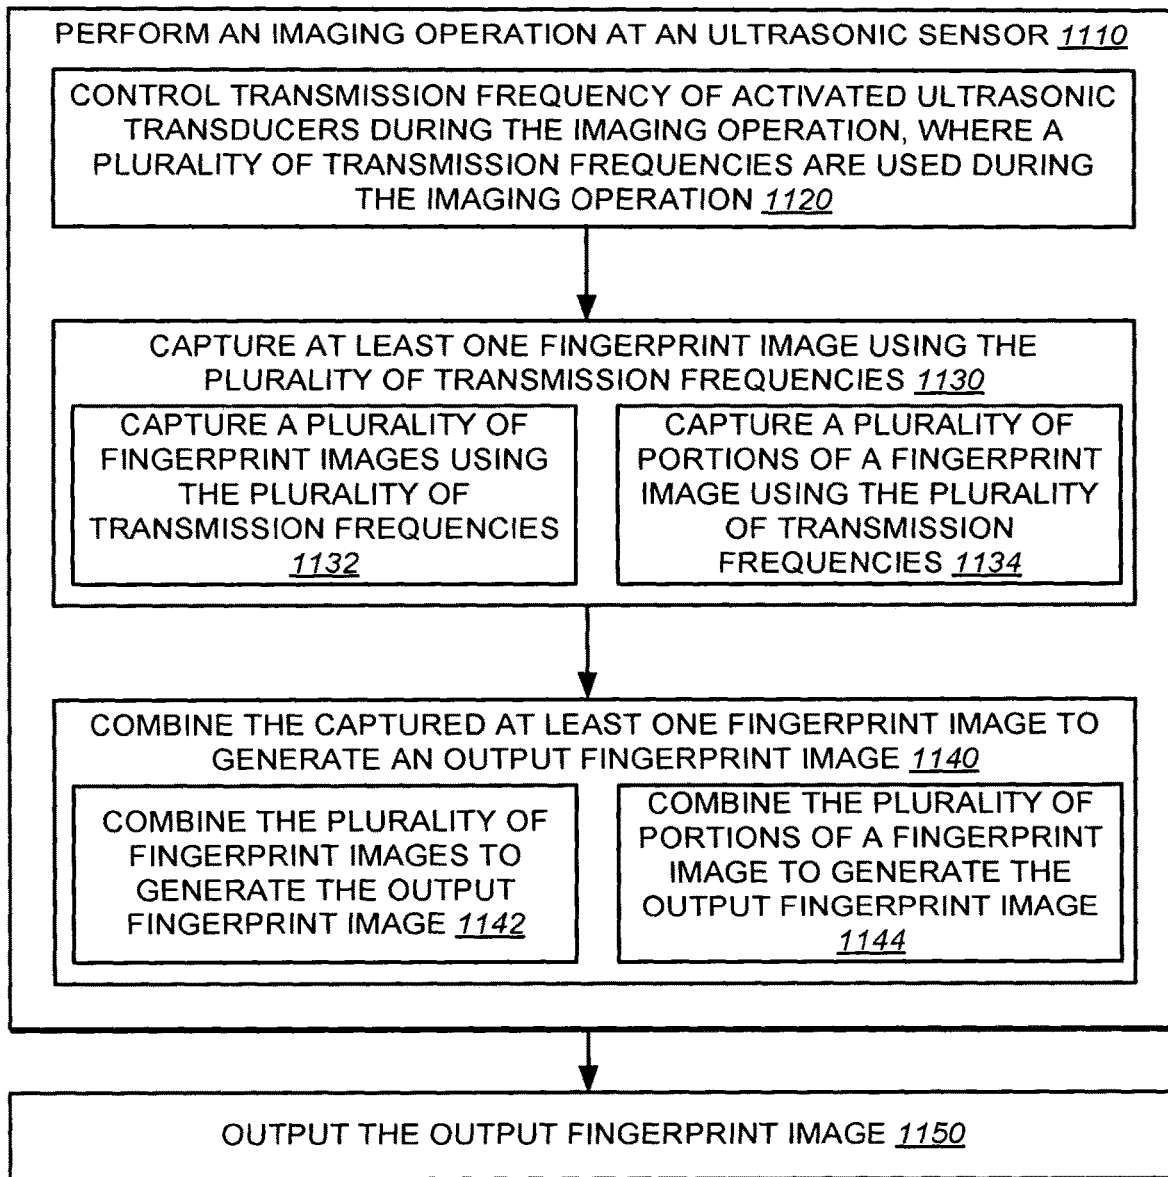 PERFORM AN IMAGING OPERATION AT AN ULTRASONIC SENSOR 1110
CONTROL TRANSMISSION FREQUENCY OF ACTIVATED ULTRASONIC
TRANSDUCERS DURING THE IMAGING OPERATION, WHERE A
PLURALITY OF TRANSMISSION FREQUENCIES ARE USED DURING
THE IMAGING OPERATION 1120
CAPTURE AT LEAST ONE FINGERPRINT IMAGE USING THE
PLURALITY OF TRANSMISSION FREQUENCIES 1130
CAPTURE A PLURALITY OF
FINGERPRINT IMAGES USING
THE PLURALITY OF
TRANSMISSION FREQUENCIES
1132
CAPTURE A PLURALITY OF
PORTIONS OF A FINGERPRINT
IMAGE USING THE PLURALITY
OF TRANSMISSION
FREQUENCIES 1134
COMBINE THE CAPTURED AT LEAST ONE FINGERPRINT IMAGE TO
GENERATE AN OUTPUT FINGERPRINT IMAGE 1140
COMBINE THE PLURALITY OF
FINGERPRINT IMAGES TO
GENERATE THE OUTPUT
FINGERPRINT IMAGE 1142
COMBINE THE PLURALITY OF
PORTIONS OF A FINGERPRINT
IMAGE TO GENERATE THE
OUTPUT FINGERPRINT IMAGE
1144
OUTPUT THE OUTPUT FINGERPRINT IMAGE 1150